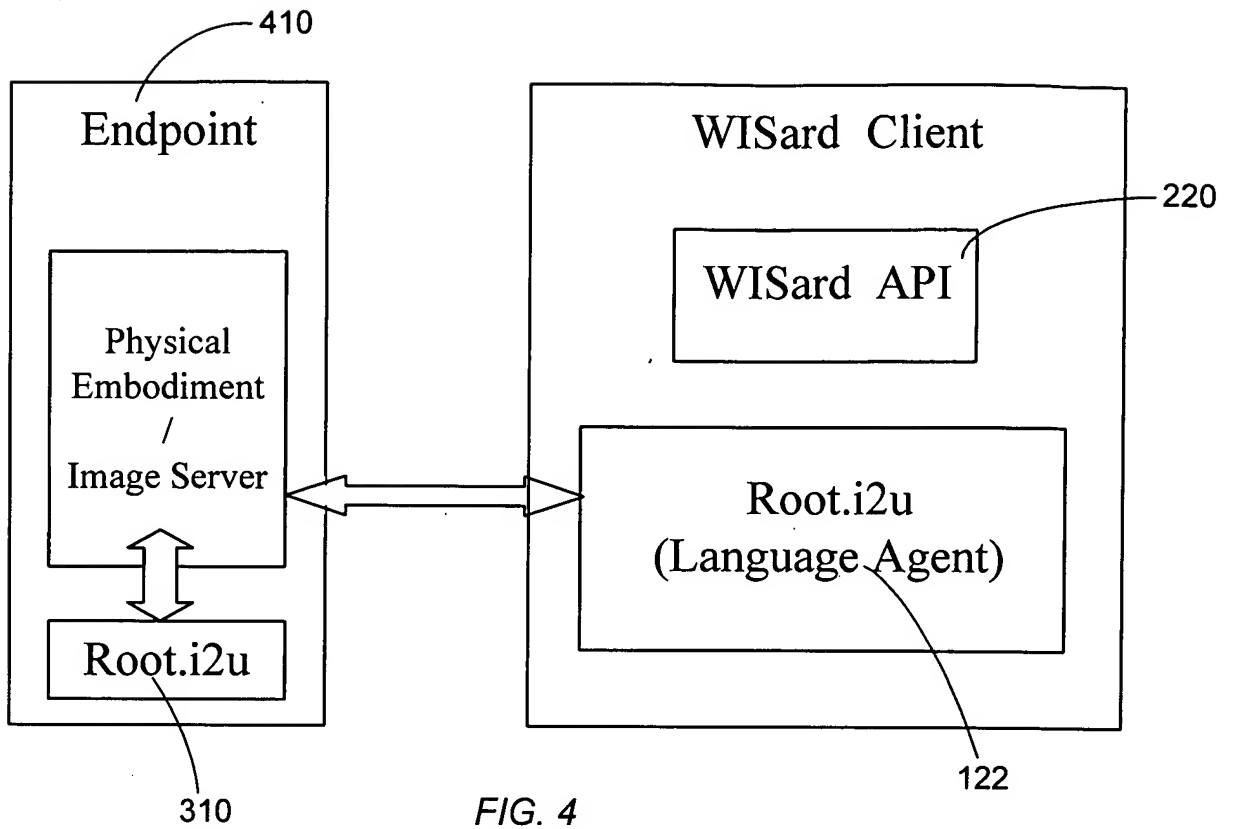 410
Endpoint
Physical
Embodiment
/
Image Server
Root.i2u
310
WISard Client
220
WISard API
Root.i2u
(Language Agent)
122
FIG. 4